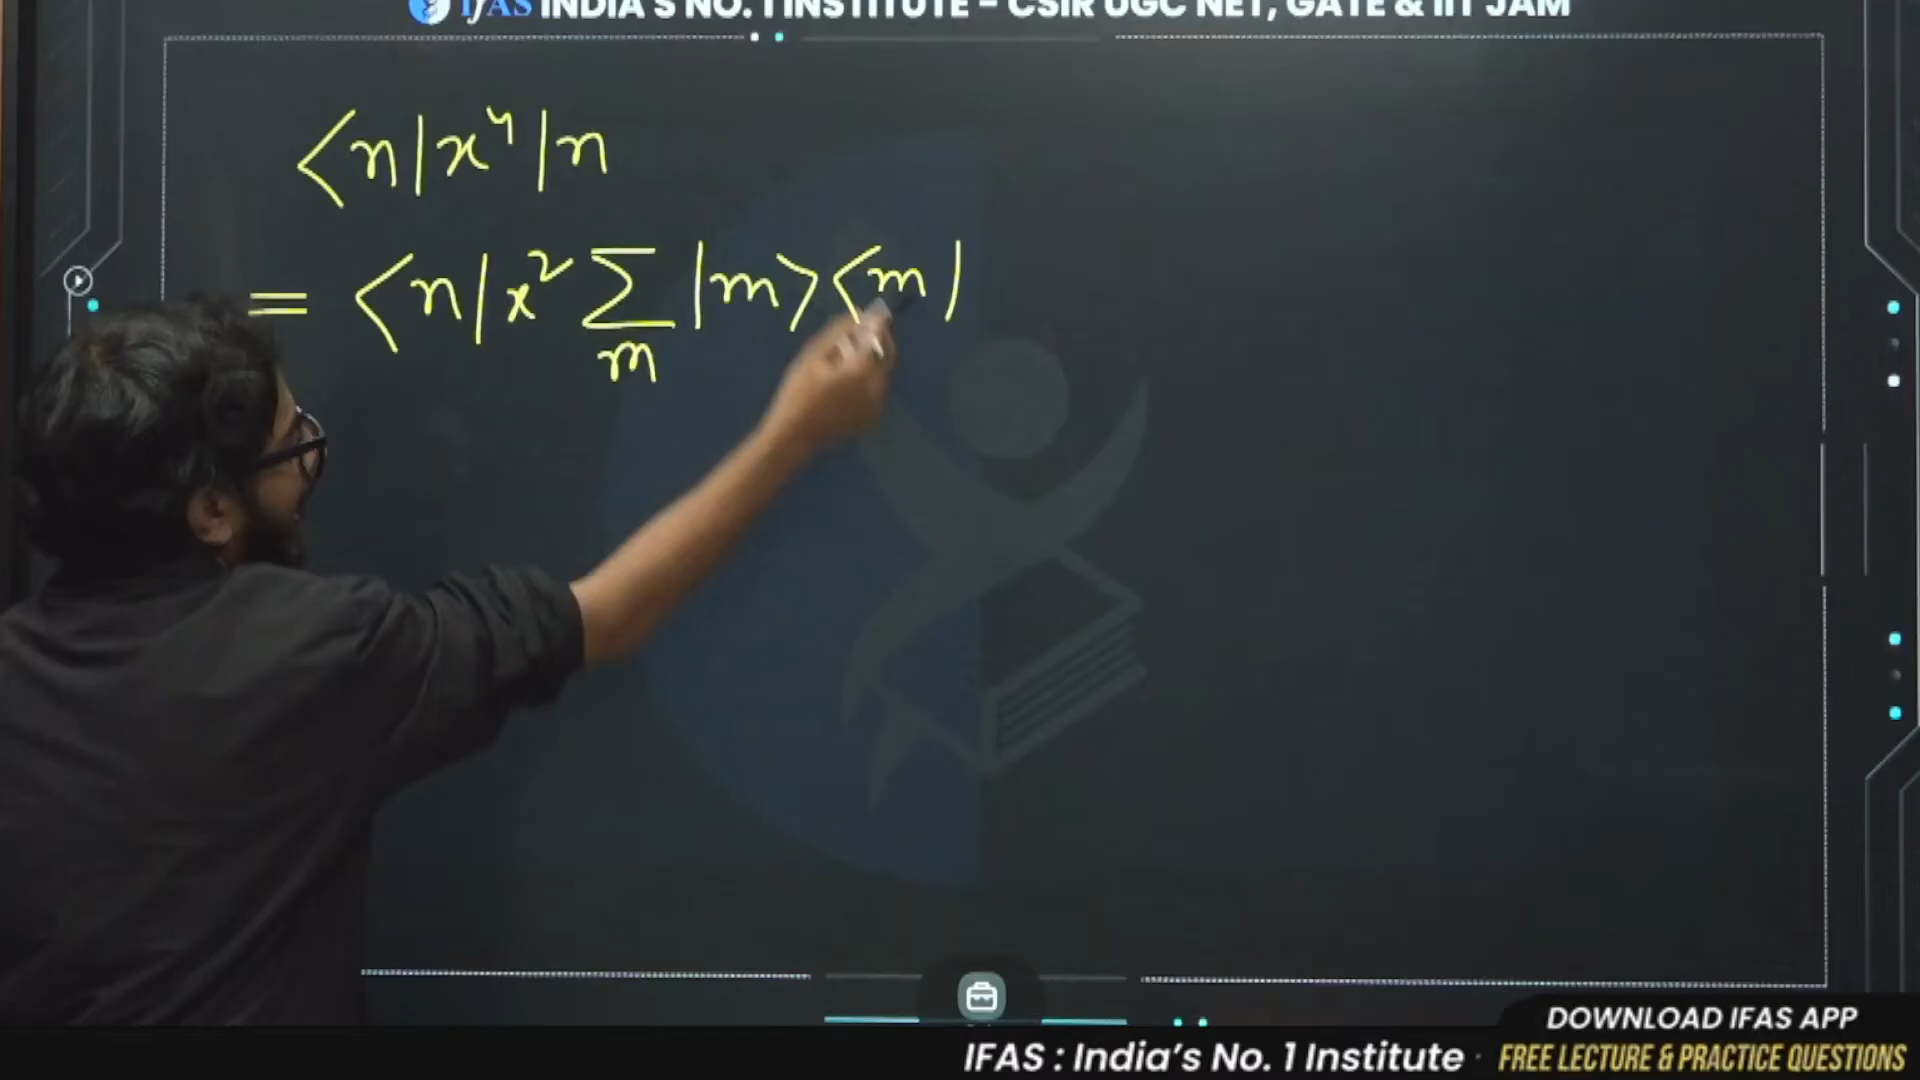 IFAS INDIA'S NO. 1 INSTITUTE - CSIR UGC NET, GATE & IIT JAM
⟨n|x⁴|n
= ⟨n|x² ∑ |m⟩⟨m|
m
DOWNLOAD IFAS APP
IFAS : India's No. 1 Institute · FREE LECTURE & PRACTICE QUESTIONS